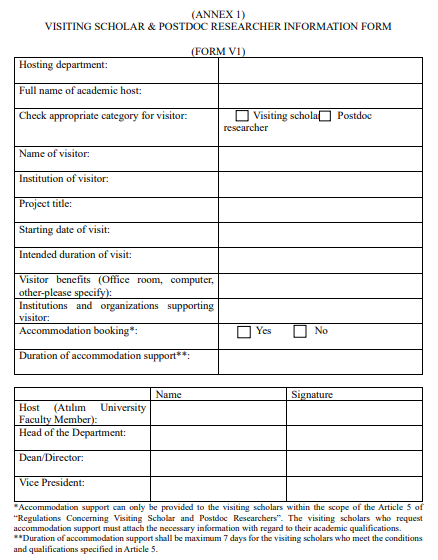 (ANNEX 1)
VISITING SCHOLAR & POSTDOC RESEARCHER INFORMATION FORM
(FORM V1)
Hosting department:
Full name of academic host:
Check appropriate category for visitor:
Visiting scholar Postdoc
researcher
Name of visitor:
Institution of visitor:
Project title:
Starting date of visit:
Intended duration of visit:
Visitor benefits (Office room, computer,
other-please specify):
Institutions and organizations supporting
visitor:
Accommodation booking*:
Yes No
Duration of accommodation support**:
Name Signature
Host (Atılım University
Faculty Member):
Head of the Department:
Dean/Director:
Vice President:
*Accommodation support can only be provided to the visiting scholars within the scope of the Article 5 of
“Regulations Concerning Visiting Scholar and Postdoc Researchers”. The visiting scholars who request
accommodation support must attach the necessary information with regard to their academic qualifications.
**Duration of accommodation support shall be maximum 7 days for the visiting scholars who meet the conditions
and qualifications specified in Article 5.